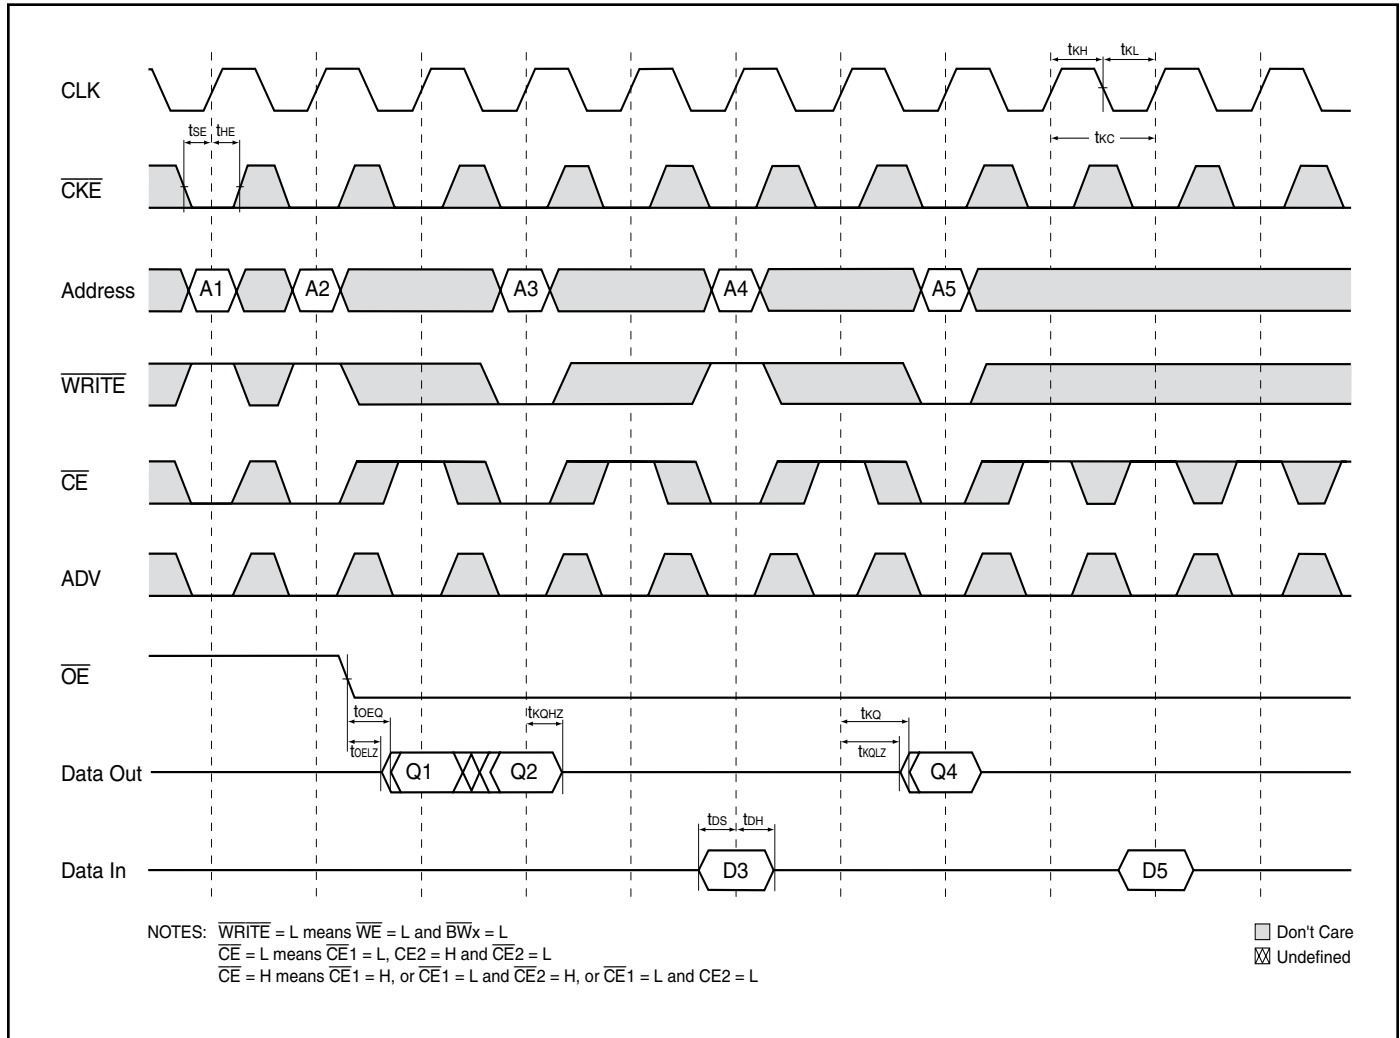 tKH tKL
CLK
tSE tHE
tKC
CKE
Address A1 A2 A3 A4 A5
WRITE
CE
ADV
OE
tOEQ tKQHZ tKQ
tOELZ tKQLZ
Data Out Q1 Q2 Q4
tDS tDH
Data In D3 D5
NOTES: WRITE = L means WE = L and BWx = L
CE = L means CE1 = L, CE2 = H and CE2 = L
CE = H means CE1 = H, or CE1 = L and CE2 = H, or CE1 = L and CE2 = L
Don't Care
Undefined